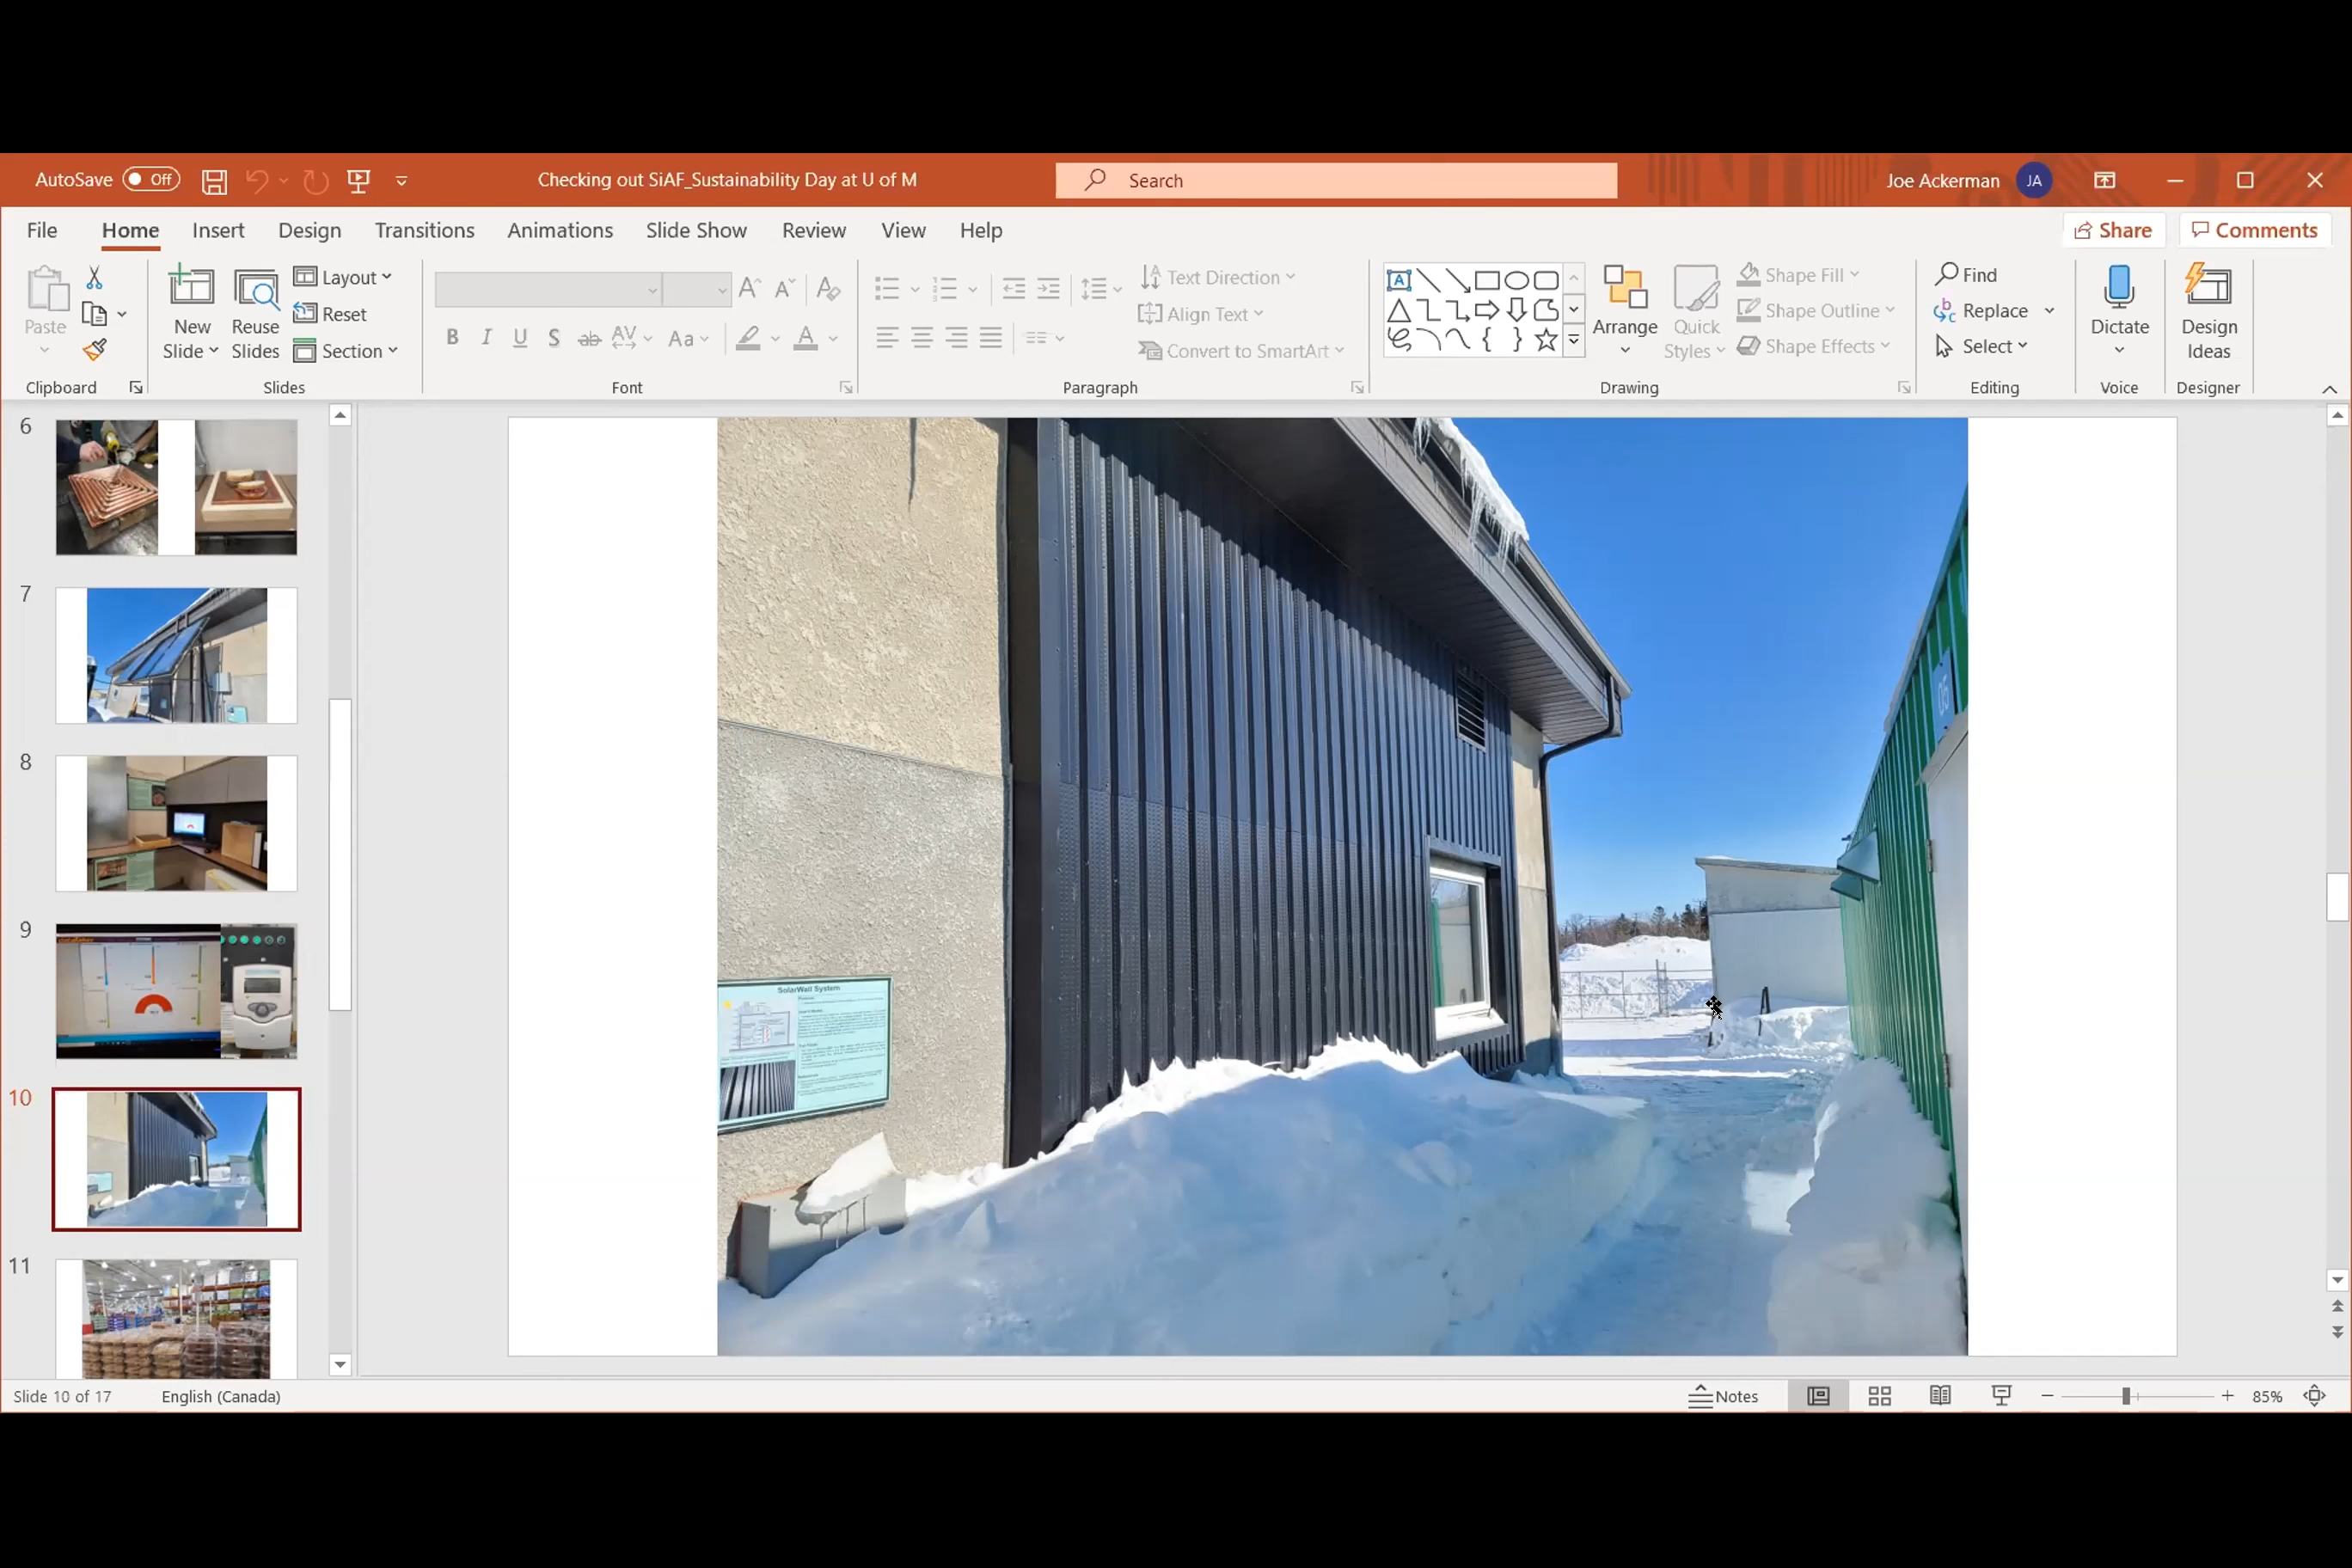 AutoSave Off Checking out SiAF_Sustainability Day at U of M Search Joe Ackerman JA
File Home Insert Design Transitions Animations Slide Show Review View Help Share Comments
Paste
New Slide
Reuse Slides
Layout
Reset
Section
B I U S ab AV Aa A
Text Direction
Align Text
Convert to SmartArt
Arrange
Quick Styles
Shape Fill
Shape Outline
Shape Effects
Find
Replace
Select
Dictate
Design Ideas
Clipboard Slides Font Paragraph Drawing Editing Voice Designer
6
7
8
9
10
11
SolarWall System
Slide 10 of 17 English (Canada) Notes 85%